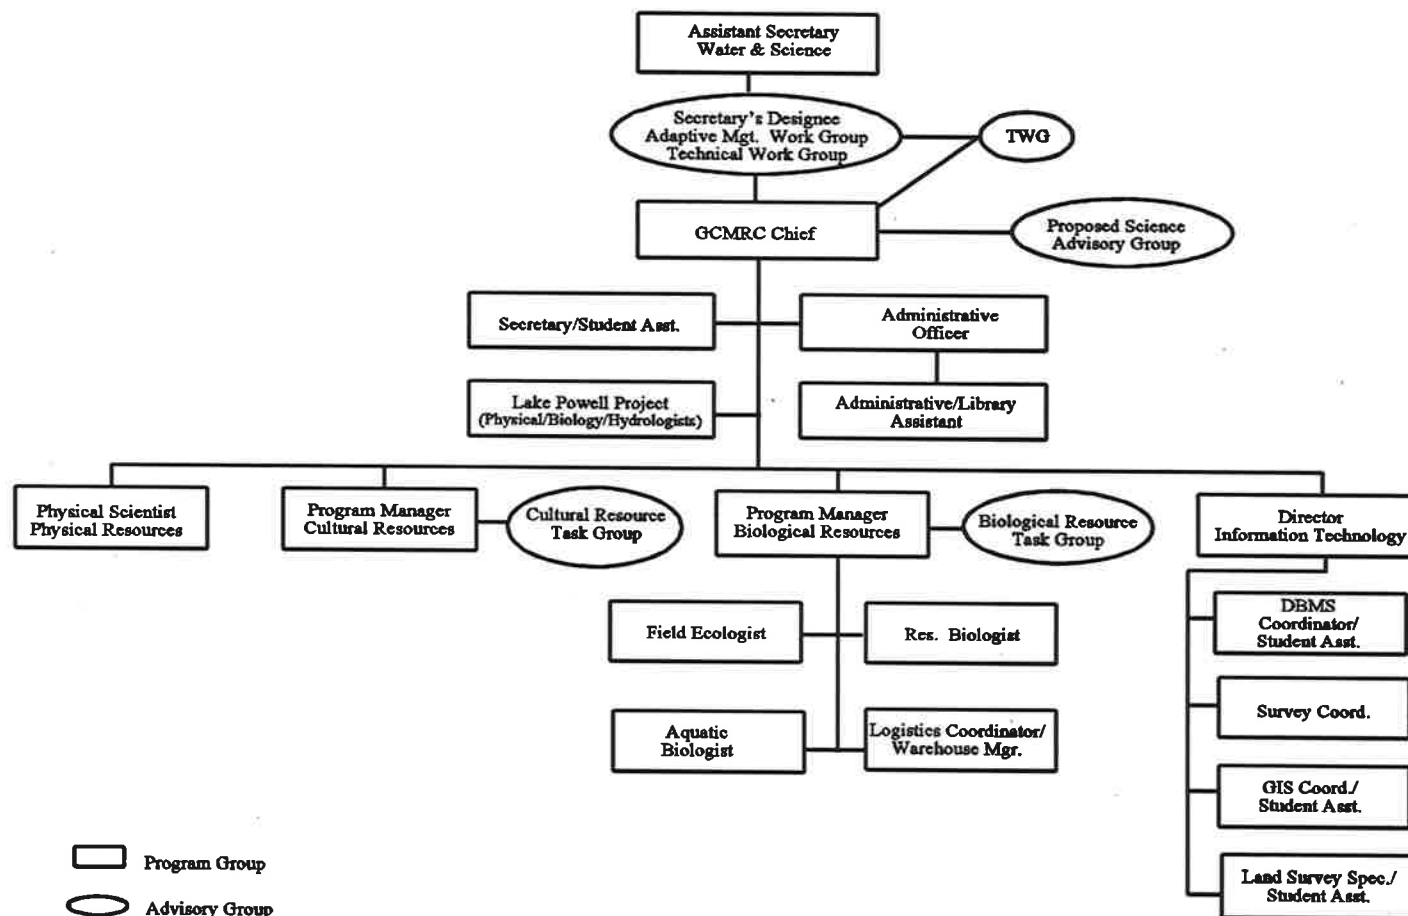 Assistant Secretary
Water & Science
Secretary's Designee
Adaptive Mgt. Work Group
Technical Work Group
TWG
GCMRC Chief
Proposed Science
Advisory Group
Secretary/Student Asst.
Administrative
Officer
Lake Powell Project
(Physical/Biology/Hydrologists)
Administrative/Library
Assistant
Physical Scientist
Physical Resources
Program Manager
Cultural Resources
Cultural Resource
Task Group
Program Manager
Biological Resources
Biological Resource
Task Group
Director
Information Technology
Field Ecologist
Res. Biologist
Aquatic
Biologist
Logistics Coordinator/
Warehouse Mgr.
DBMS
Coordinator/
Student Asst.
Survey Coord.
GIS Coord./
Student Asst.
Land Survey Spec./
Student Asst.
Program Group
Advisory Group